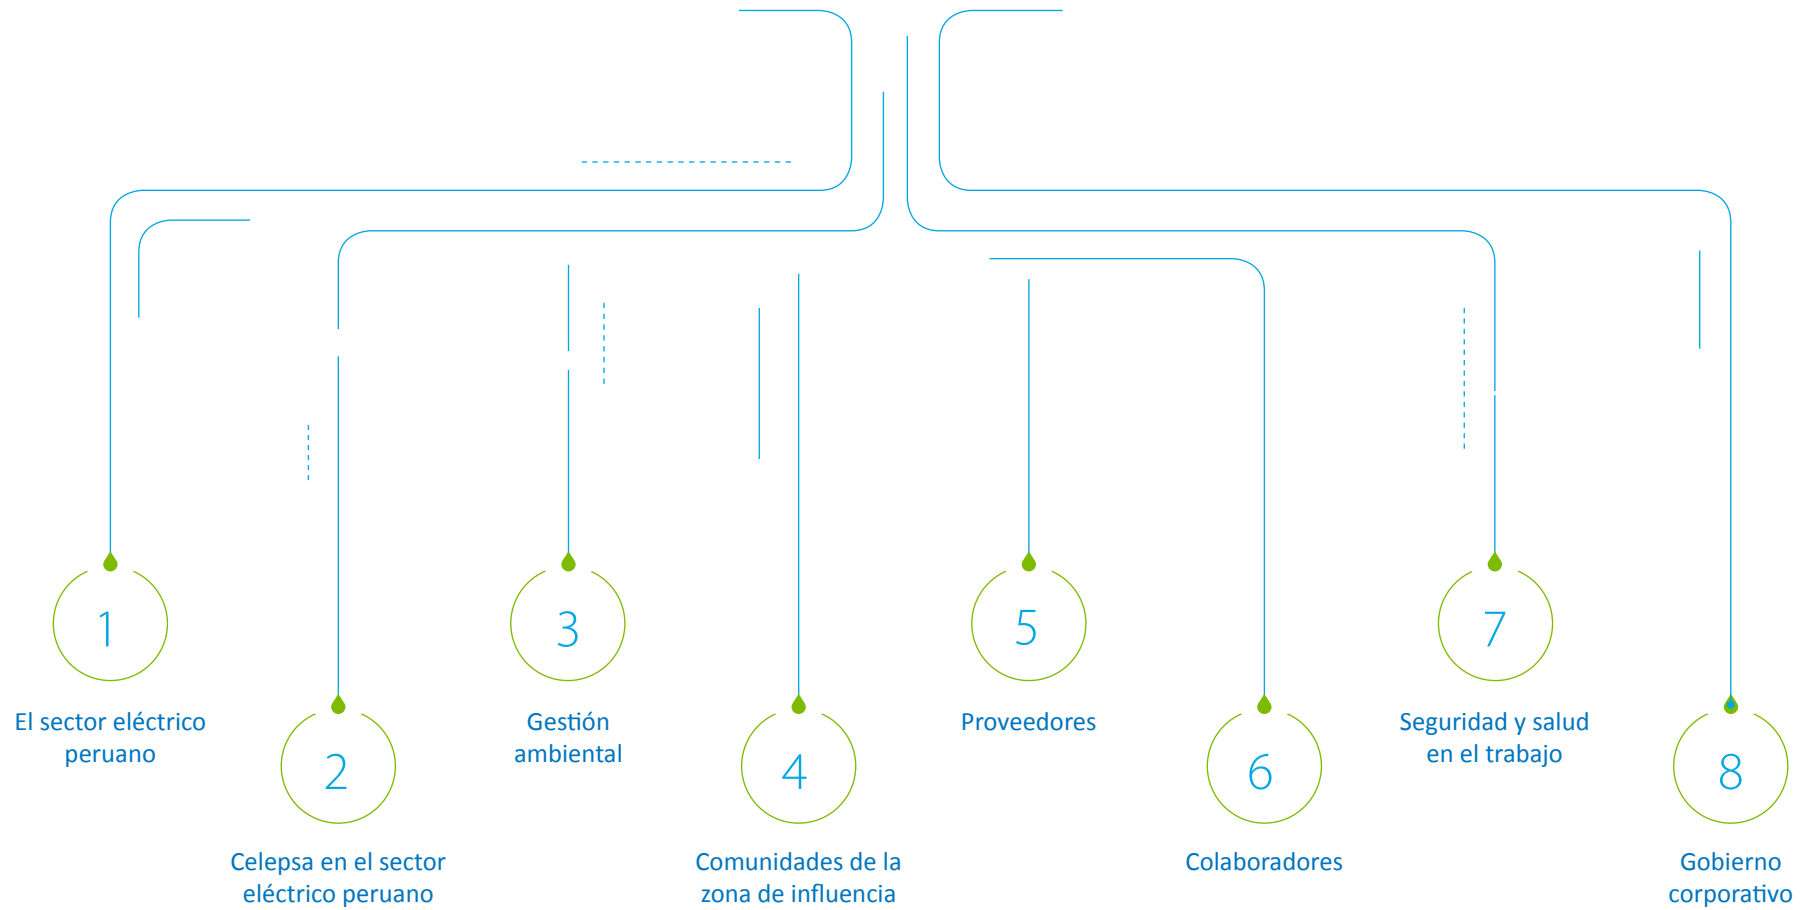 1
El sector eléctrico
peruano
2
Celepsa en el sector
eléctrico peruano
3
Gestión
ambiental
4
Comunidades de la
zona de influencia
5
Proveedores
6
Colaboradores
7
Seguridad y salud
en el trabajo
8
Gobierno
corporativo